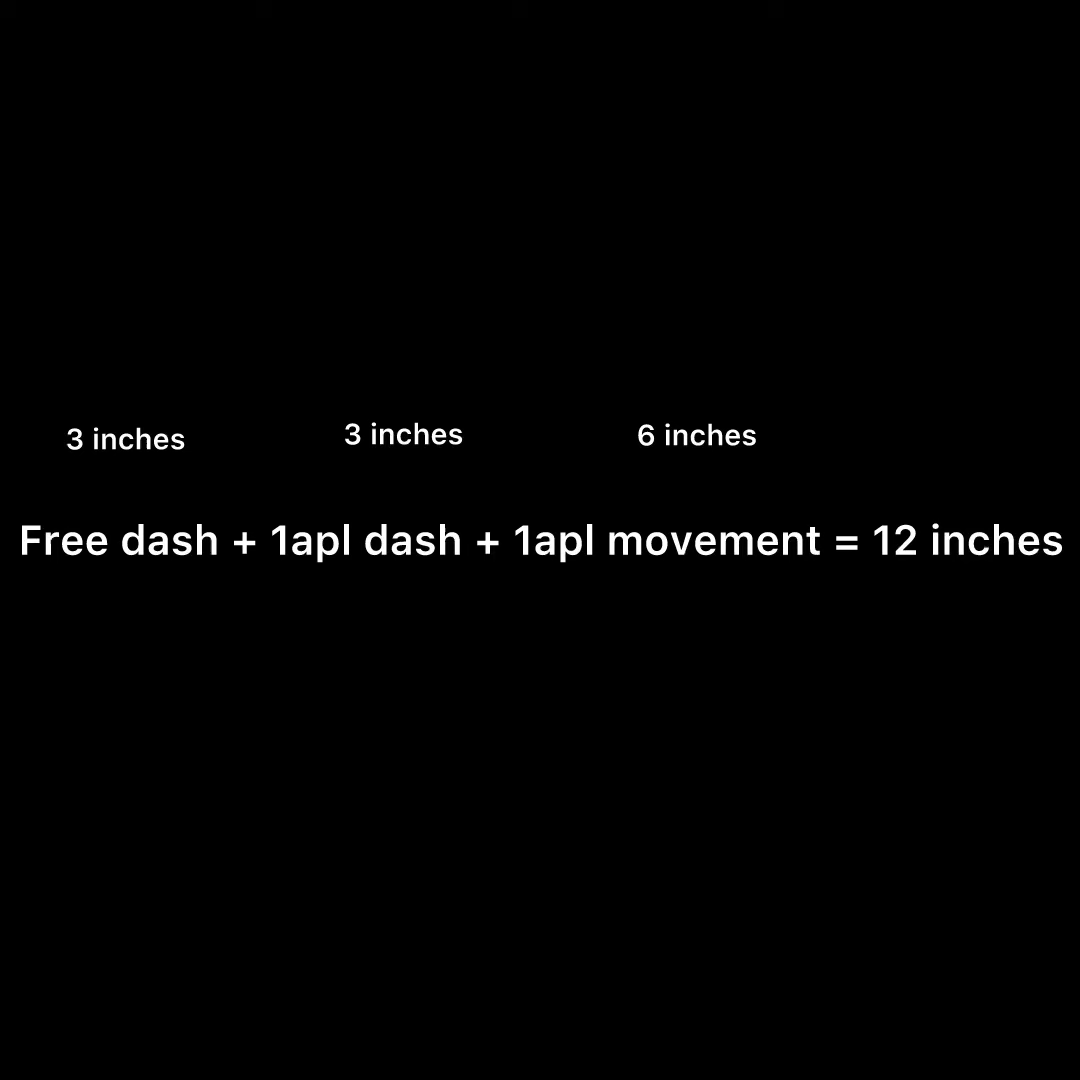 3 inches 3 inches 6 inches
Free dash + 1apl dash + 1apl movement = 12 inches